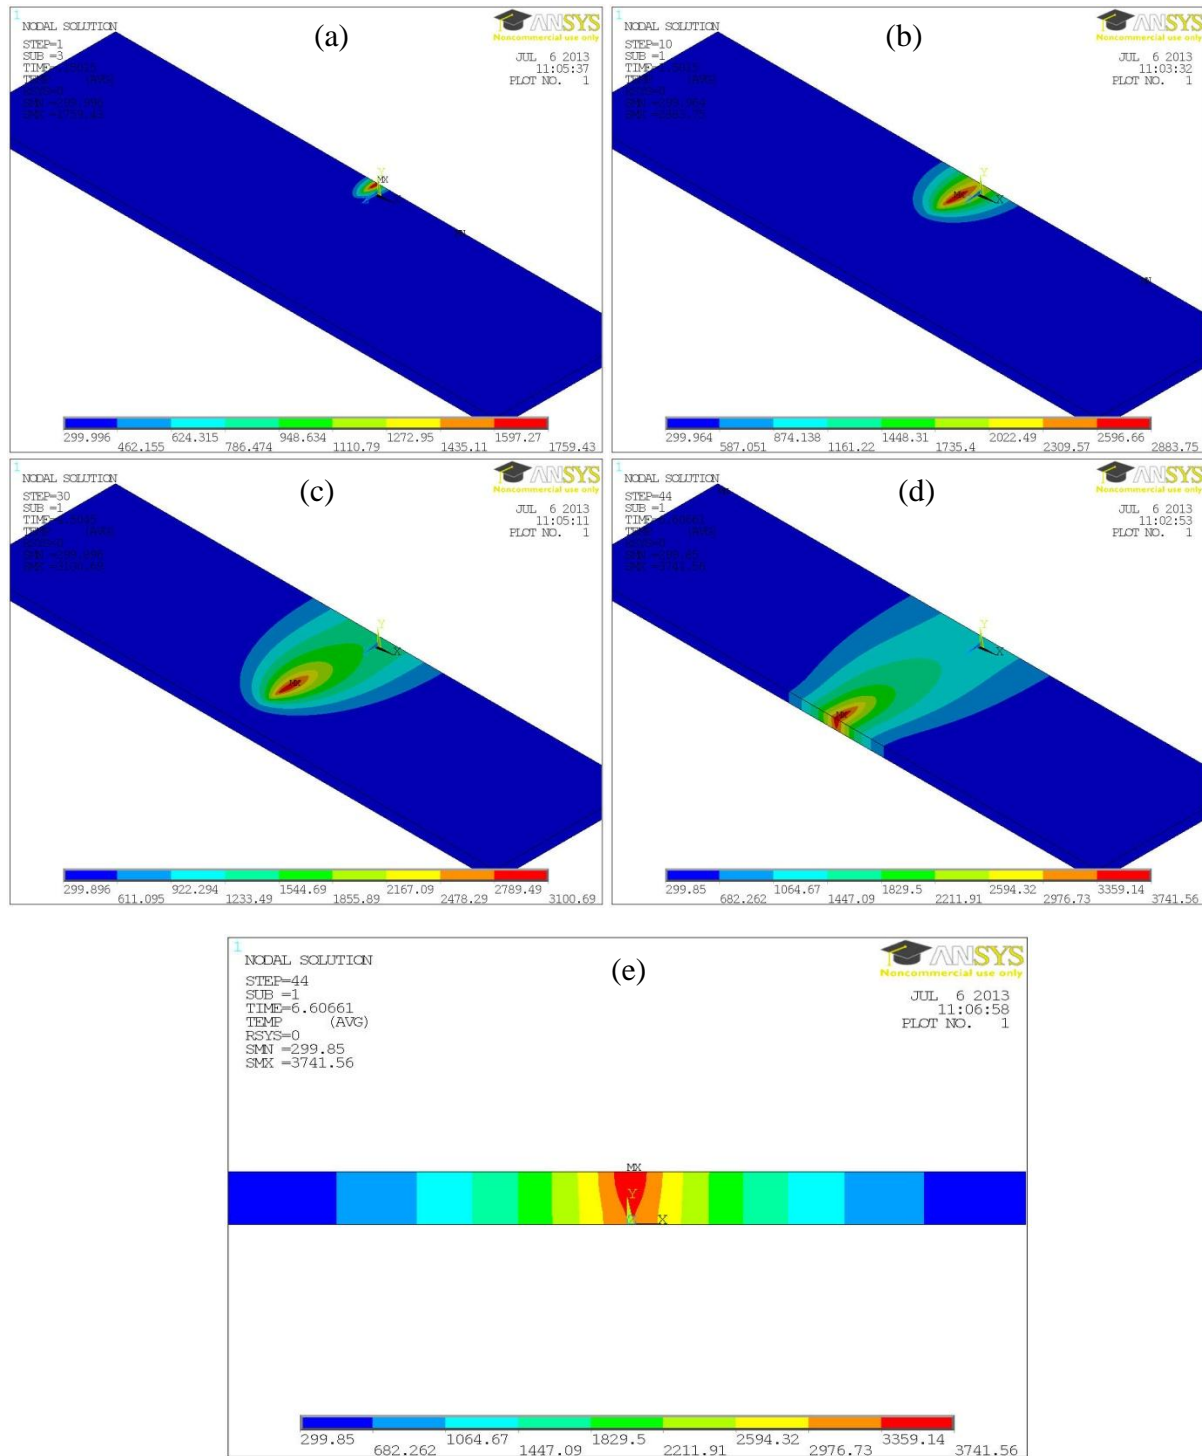 1
NODAL SOLUTION
STEP=1
SUB =3
(a)
ANSYS
Noncommercial use only
JUL 6 2013
11:05:37
PLOT NO. 1
Y
MX
X
299.996 462.155 624.315 786.474 948.634 1110.79 1272.95 1435.11 1597.27 1759.43
1
NODAL SOLUTION
STEP=10
SUB =1
(b)
ANSYS
Noncommercial use only
JUL 6 2013
11:03:32
PLOT NO. 1
Y
MX
X
MN
299.964 587.051 874.138 1161.22 1448.31 1735.4 2022.49 2309.57 2596.66 2883.75
1
NODAL SOLUTION
STEP=30
SUB =1
(c)
ANSYS
Noncommercial use only
JUL 6 2013
11:05:11
PLOT NO. 1
Y
X
MX
299.896 611.095 922.294 1233.49 1544.69 1855.89 2167.09 2478.29 2789.49 3100.69
1
NODAL SOLUTION
STEP=44
SUB =1
(d)
ANSYS
Noncommercial use only
JUL 6 2013
11:02:53
PLOT NO. 1
Y
X
MX
299.85 682.262 1064.67 1447.09 1829.5 2211.91 2594.32 2976.73 3359.14 3741.56
1
NODAL SOLUTION
STEP=44
SUB =1
TIME=6.60661
TEMP (AVG)
RSYS=0
SMN =299.85
SMX =3741.56
(e)
ANSYS
Noncommercial use only
JUL 6 2013
11:06:58
PLOT NO. 1
MX
Y
X
299.85 682.262 1064.67 1447.09 1829.5 2211.91 2594.32 2976.73 3359.14 3741.56